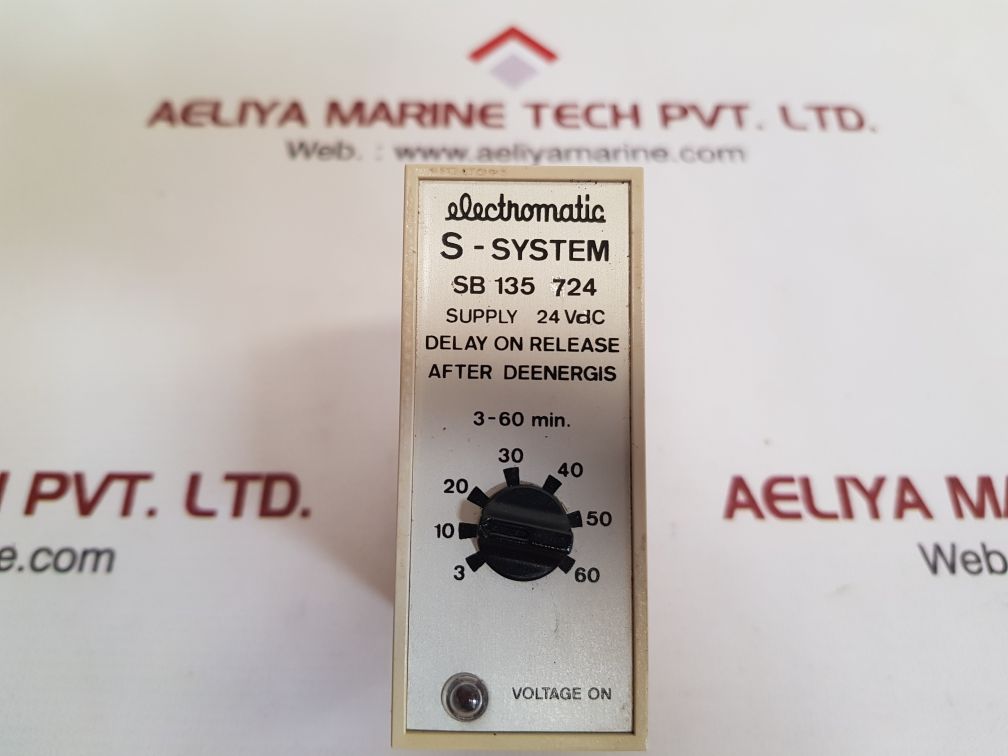 AELIYA MARINE TECH PVT. LTD.
Web. : www.aeliyamarine.com
electromatic
S - SYSTEM
SB 135 724
SUPPLY 24 VdC
DELAY ON RELEASE
AFTER DEENERGIS
3-60 min.
30
20 40
10 50
3 60
VOLTAGE ON
PVT. LTD.
e.com
AELIYA MA
Web